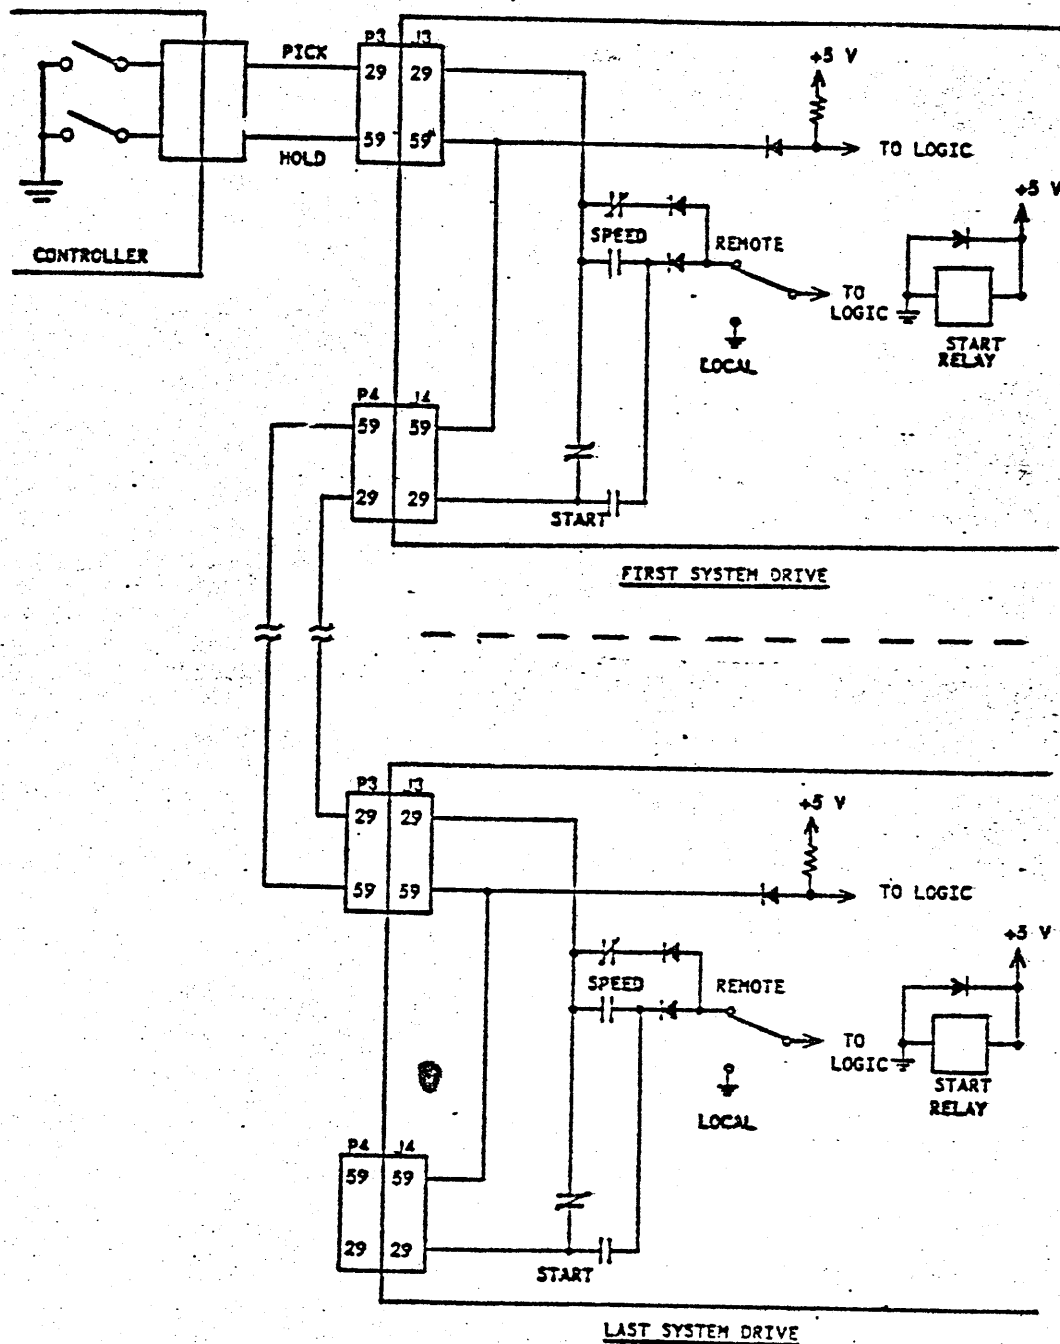 P3 J3
+5 V
PICK
29 29
59 59
HOLD
TO LOGIC
+5 V
SPEED
REMOTE
CONTROLLER
TO
LOGIC
START
RELAY
LOCAL
P4 J4
59 59
29 29
START
FIRST SYSTEM DRIVE
P3 J3
+5 V
29 29
59 59
TO LOGIC
+5 V
SPEED
REMOTE
TO
LOGIC
START
RELAY
LOCAL
P4 J4
59 59
29 29
START
LAST SYSTEM DRIVE